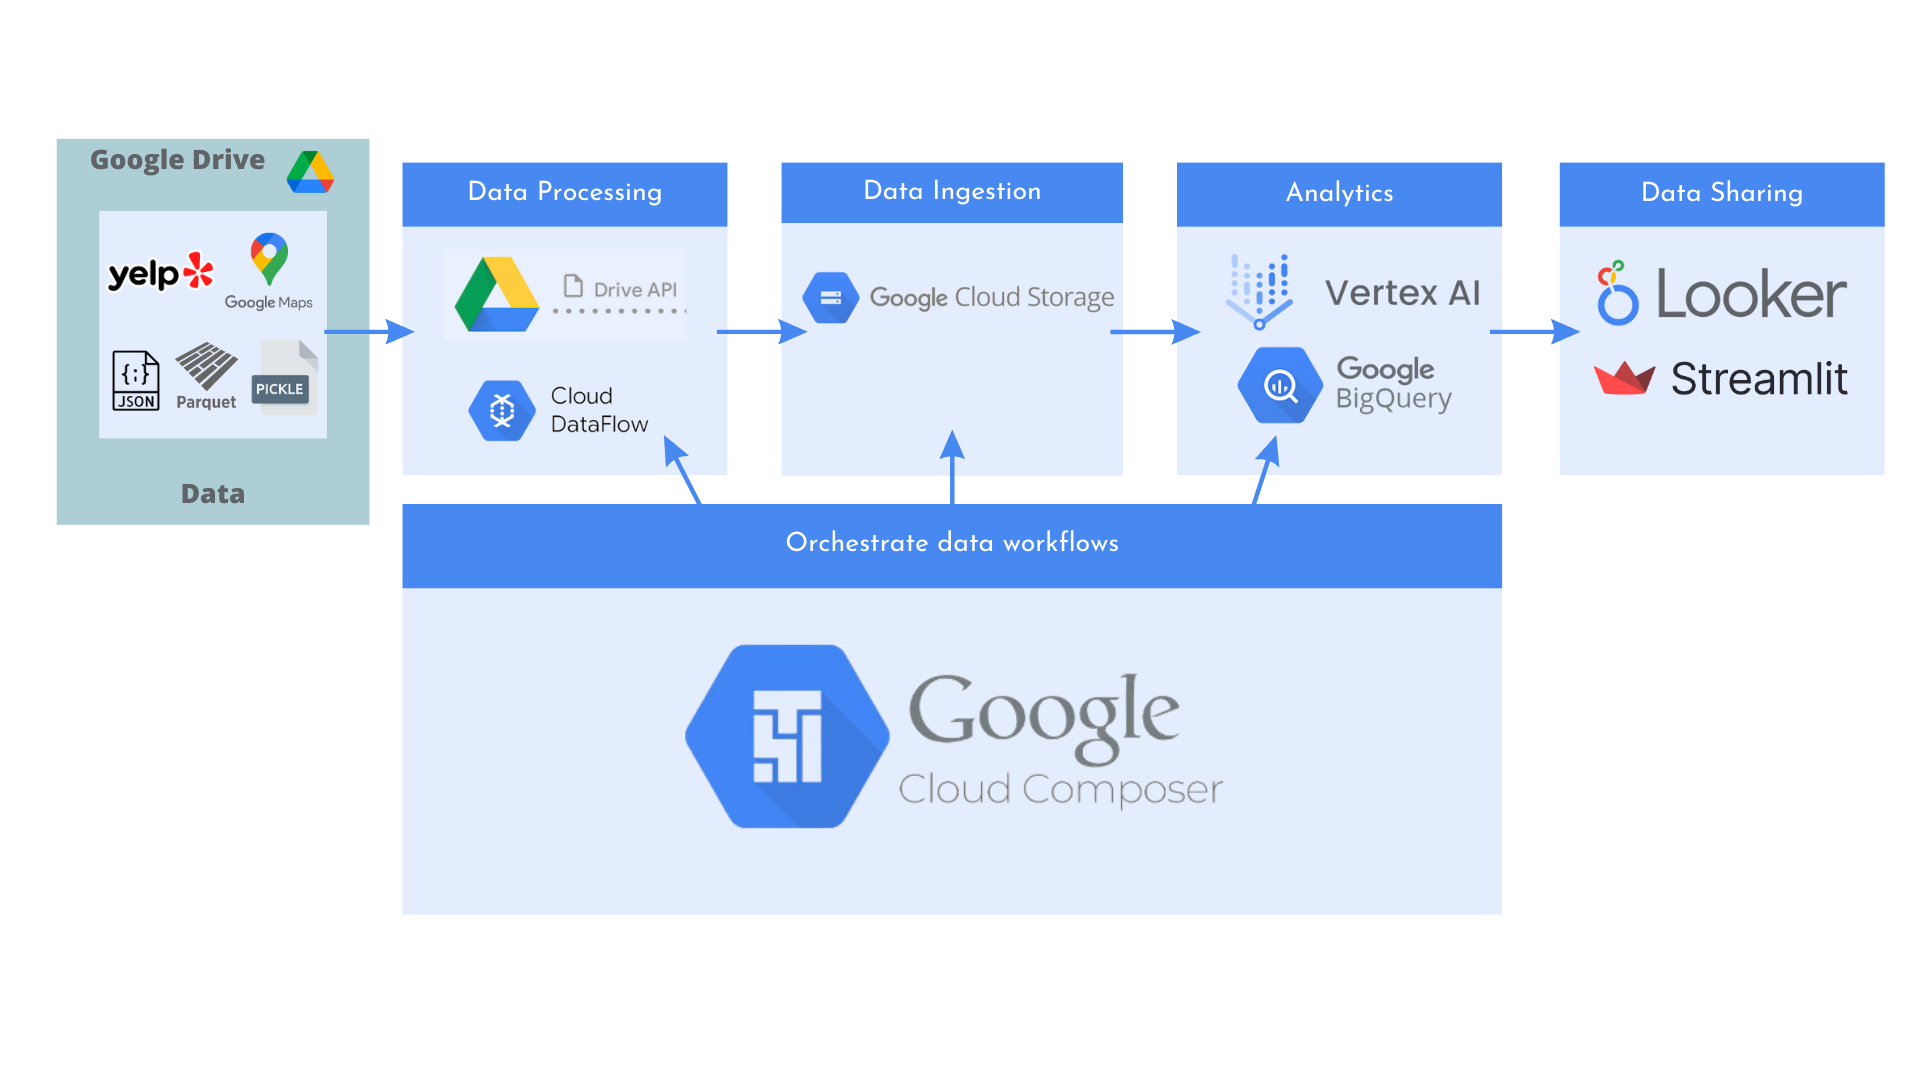 Google Drive
yelp
Google Maps
{;}
JSON
Parquet
PICKLE
Data
Data Processing
Drive API
Cloud
DataFlow
Data Ingestion
Google Cloud Storage
Analytics
Vertex AI
Google
BigQuery
Data Sharing
Looker
Streamlit
Orchestrate data workflows
Google
Cloud Composer